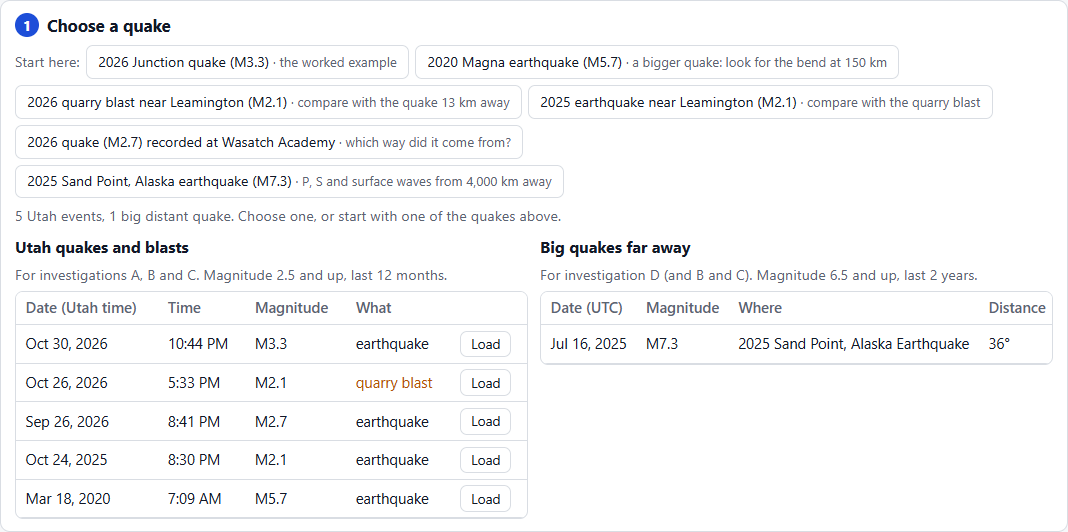 1 Choose a quake
Start here: 2026 Junction quake (M3.3) · the worked example 2020 Magna earthquake (M5.7) · a bigger quake: look for the bend at 150 km
2026 quarry blast near Leamington (M2.1) · compare with the quake 13 km away 2025 earthquake near Leamington (M2.1) · compare with the quarry blast
2026 quake (M2.7) recorded at Wasatch Academy · which way did it come from?
2025 Sand Point, Alaska earthquake (M7.3) · P, S and surface waves from 4,000 km away
5 Utah events, 1 big distant quake. Choose one, or start with one of the quakes above.
Utah quakes and blasts
For investigations A, B and C. Magnitude 2.5 and up, last 12 months.
Date (Utah time) Time Magnitude What
Oct 30, 2026 10:44 PM M3.3 earthquake Load
Oct 26, 2026 5:33 PM M2.1 quarry blast Load
Sep 26, 2026 8:41 PM M2.7 earthquake Load
Oct 24, 2025 8:30 PM M2.1 earthquake Load
Mar 18, 2020 7:09 AM M5.7 earthquake Load
Big quakes far away
For investigation D (and B and C). Magnitude 6.5 and up, last 2 years.
Date (UTC) Magnitude Where Distance
Jul 16, 2025 M7.3 2025 Sand Point, Alaska Earthquake 36°